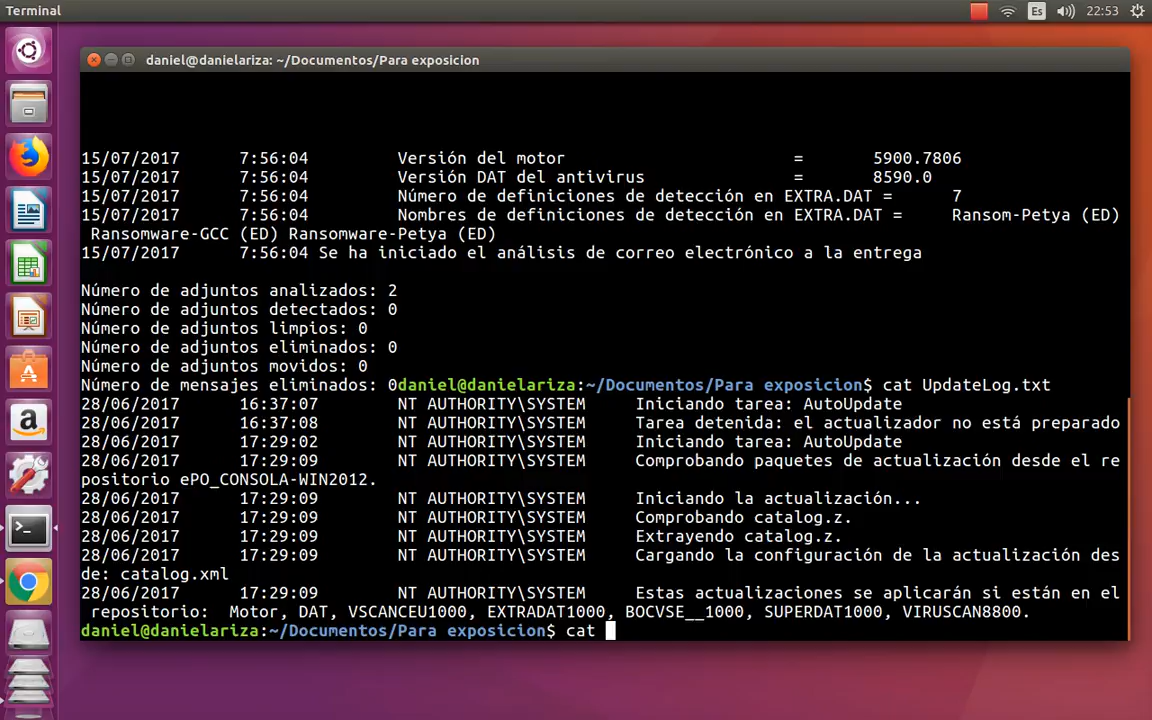 Terminal
Es
22:53
daniel@danielariza: ~/Documentos/Para exposicion
15/07/2017 7:56:04 Versión del motor = 5900.7806
15/07/2017 7:56:04 Versión DAT del antivirus = 8590.0
15/07/2017 7:56:04 Número de definiciones de detección en EXTRA.DAT = 7
15/07/2017 7:56:04 Nombres de definiciones de detección en EXTRA.DAT = Ransom-Petya (ED)
Ransomware-GCC (ED) Ransomware-Petya (ED)
15/07/2017 7:56:04 Se ha iniciado el análisis de correo electrónico a la entrega
Número de adjuntos analizados: 2
Número de adjuntos detectados: 0
Número de adjuntos limpios: 0
Número de adjuntos eliminados: 0
Número de adjuntos movidos: 0
Número de mensajes eliminados: 0daniel@danielariza:~/Documentos/Para exposicion$ cat UpdateLog.txt
28/06/2017 16:37:07 NT AUTHORITY\SYSTEM Iniciando tarea: AutoUpdate
28/06/2017 16:37:08 NT AUTHORITY\SYSTEM Tarea detenida: el actualizador no está preparado
28/06/2017 17:29:02 NT AUTHORITY\SYSTEM Iniciando tarea: AutoUpdate
28/06/2017 17:29:09 NT AUTHORITY\SYSTEM Comprobando paquetes de actualización desde el re
positorio ePO_CONSOLA-WIN2012.
28/06/2017 17:29:09 NT AUTHORITY\SYSTEM Iniciando la actualización...
28/06/2017 17:29:09 NT AUTHORITY\SYSTEM Comprobando catalog.z.
28/06/2017 17:29:09 NT AUTHORITY\SYSTEM Extrayendo catalog.z.
28/06/2017 17:29:09 NT AUTHORITY\SYSTEM Cargando la configuración de la actualización des
de: catalog.xml
28/06/2017 17:29:09 NT AUTHORITY\SYSTEM Estas actualizaciones se aplicarán si están en el
repositorio: Motor, DAT, VSCANCEU1000, EXTRADAT1000, BOCVSE__1000, SUPERDAT1000, VIRUSCAN8800.
daniel@danielariza:~/Documentos/Para exposicion$ cat